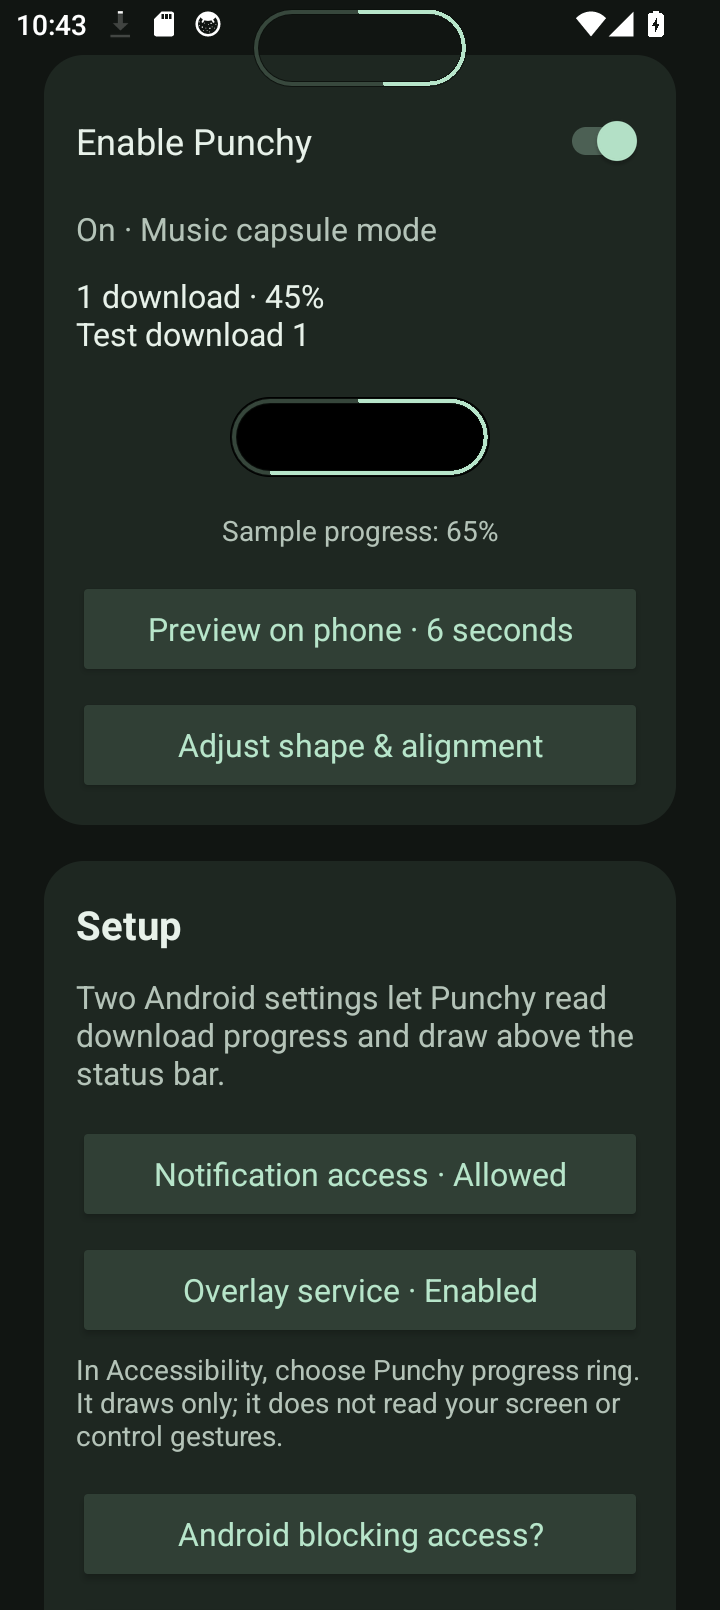 10:43
Enable Punchy
On · Music capsule mode
1 download · 45%
Test download 1
Sample progress: 65%
Preview on phone · 6 seconds
Adjust shape & alignment
Setup
Two Android settings let Punchy read
download progress and draw above the
status bar.
Notification access · Allowed
Overlay service · Enabled
In Accessibility, choose Punchy progress ring.
It draws only; it does not read your screen or
control gestures.
Android blocking access?